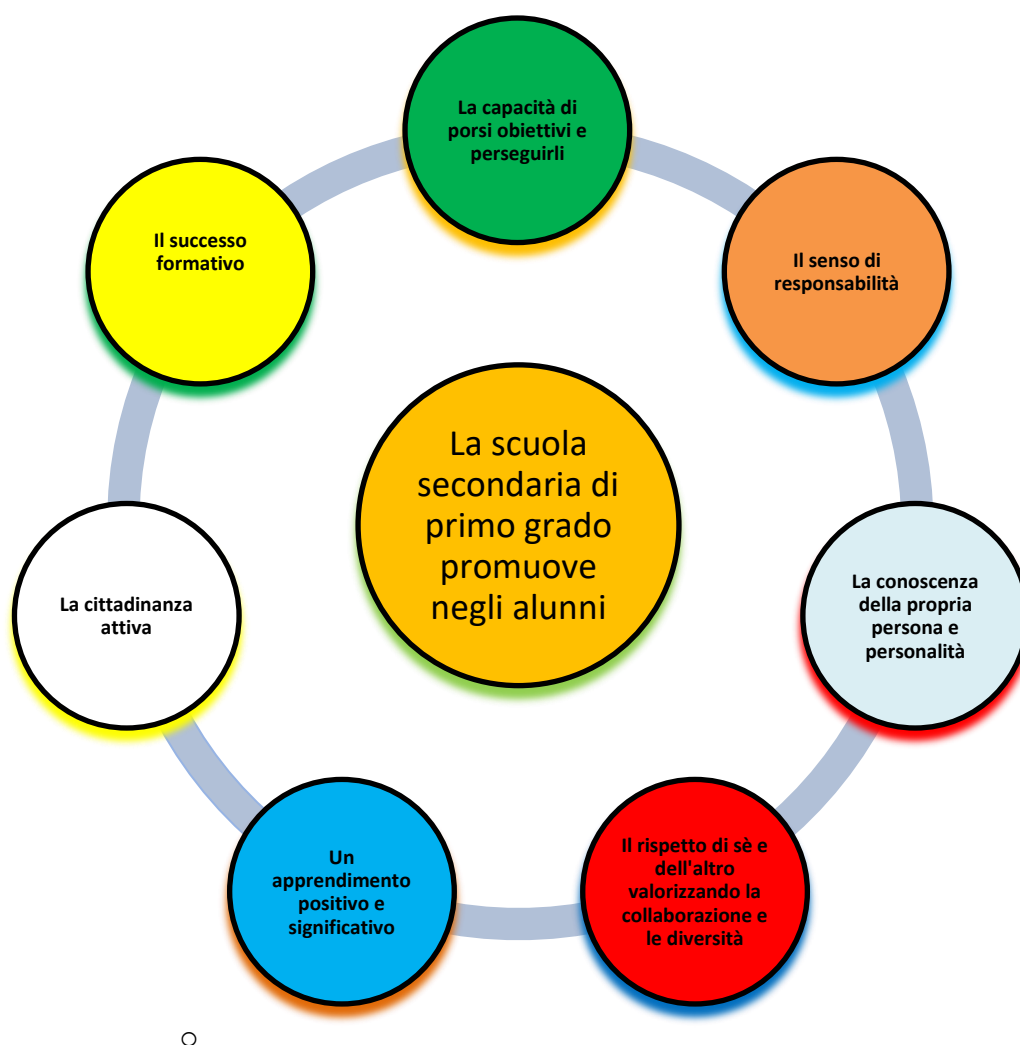 La capacità di
porsi obiettivi e
perseguirli
Il senso di
responsabilità
La conoscenza
della propria
persona e
personalità
Il rispetto di sè e
dell'altro
valorizzando la
collaborazione e
le diversità
Un
apprendimento
positivo e
significativo
La cittadinanza
attiva
Il successo
formativo
La scuola
secondaria di
primo grado
promuove
negli alunni